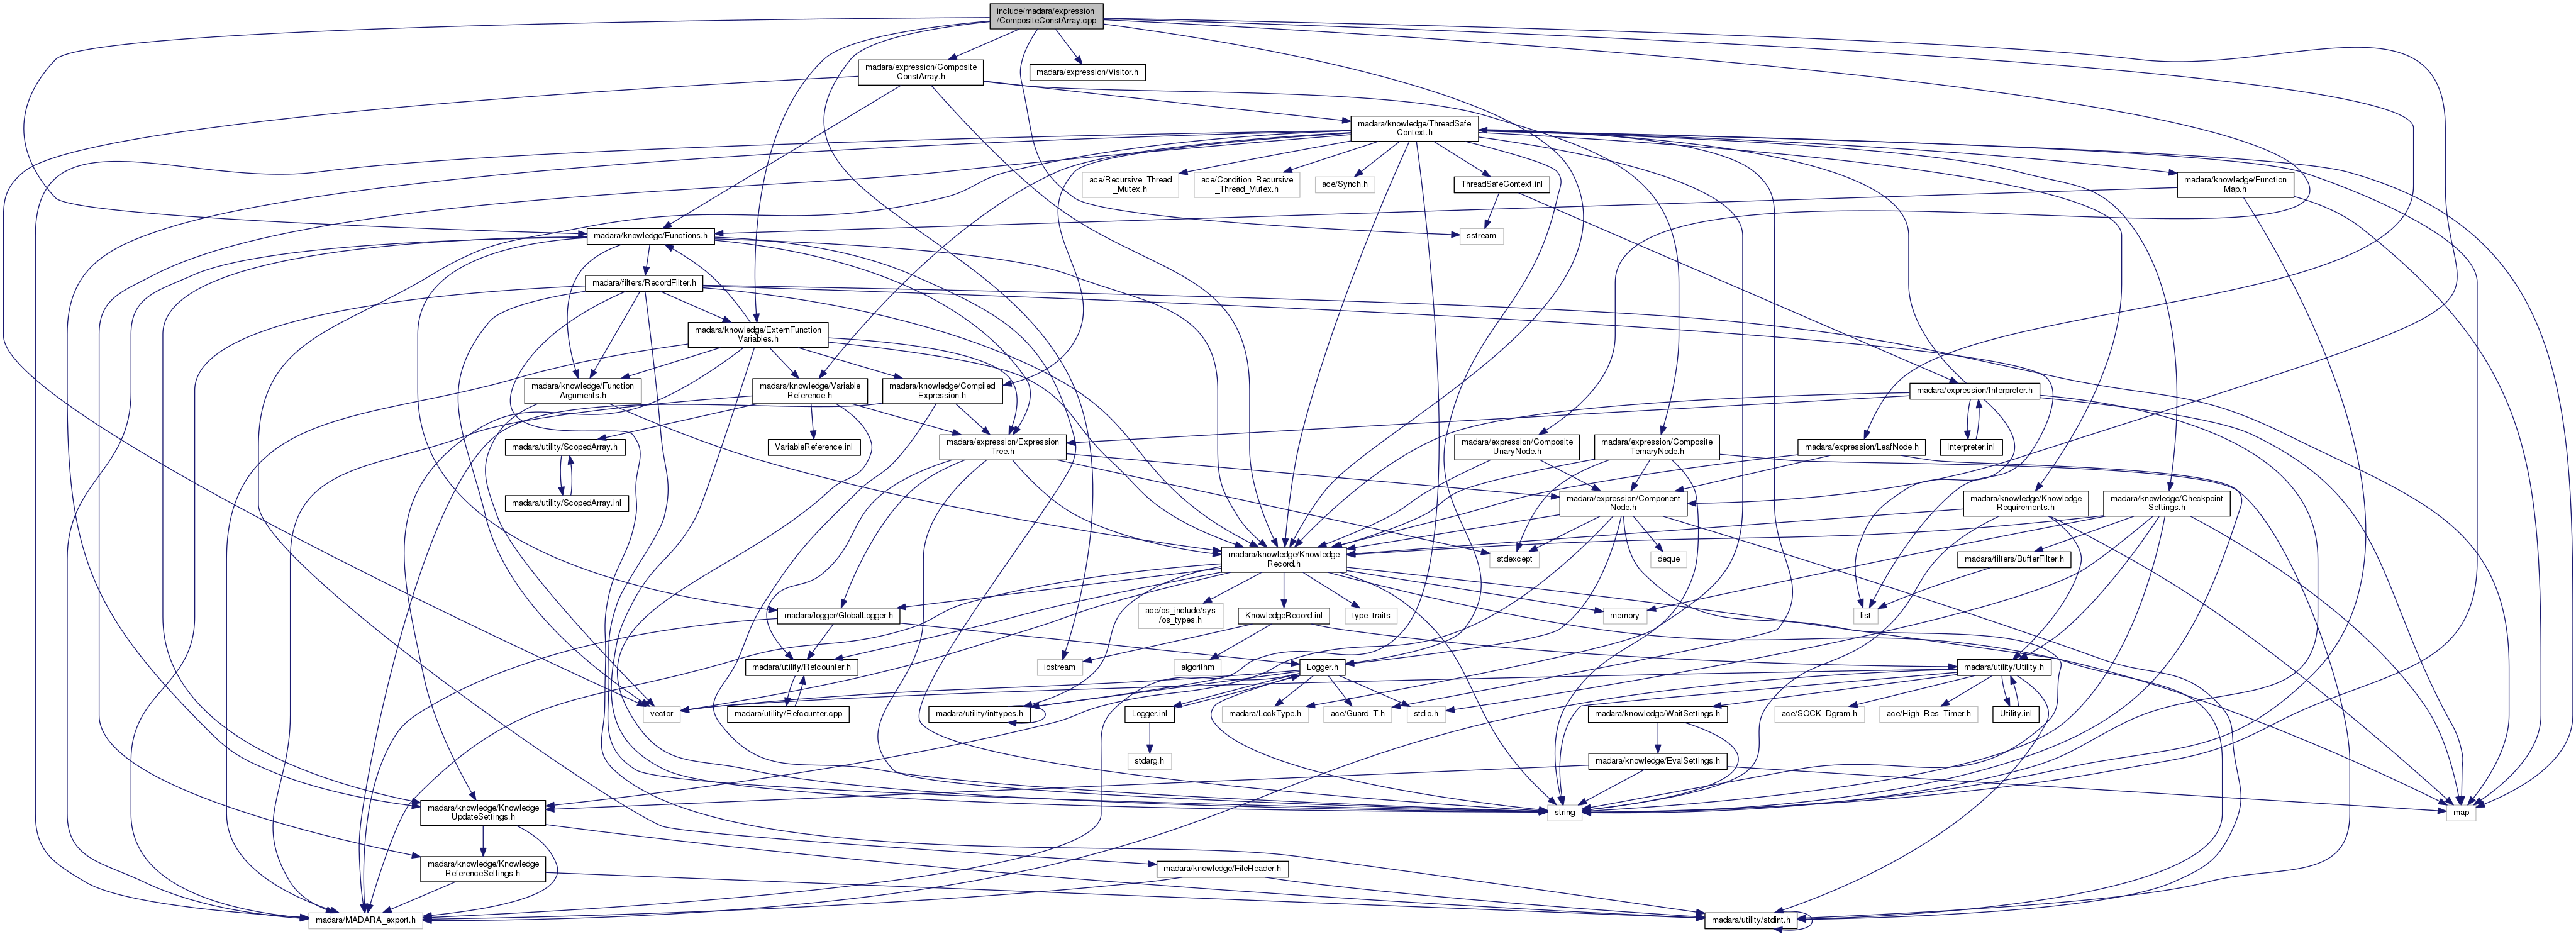 include/madara/expression
/CompositeConstArray.cpp
madara/expression/Composite
ConstArray.h
madara/expression/Visitor.h
madara/knowledge/ThreadSafe
Context.h
ace/Recursive_Thread
_Mutex.h
ace/Condition_Recursive
_Thread_Mutex.h
ace/Synch.h
ThreadSafeContext.inl
madara/knowledge/Function
Map.h
madara/knowledge/Functions.h
sstream
madara/filters/RecordFilter.h
madara/knowledge/ExternFunction
Variables.h
madara/knowledge/Function
Arguments.h
madara/knowledge/Variable
Reference.h
madara/knowledge/Compiled
Expression.h
madara/expression/Interpreter.h
madara/utility/ScopedArray.h
VariableReference.inl
madara/expression/Expression
Tree.h
madara/expression/Composite
UnaryNode.h
madara/expression/Composite
TernaryNode.h
madara/expression/LeafNode.h
Interpreter.inl
madara/utility/ScopedArray.inl
madara/expression/Component
Node.h
madara/knowledge/Knowledge
Requirements.h
madara/knowledge/Checkpoint
Settings.h
madara/knowledge/Knowledge
Record.h
stdexcept
deque
madara/filters/BufferFilter.h
madara/logger/GlobalLogger.h
ace/os_include/sys
/os_types.h
KnowledgeRecord.inl
type_traits
memory
list
madara/utility/Refcounter.h
iostream
algorithm
Logger.h
madara/utility/Utility.h
vector
madara/utility/Refcounter.cpp
madara/utility/inttypes.h
Logger.inl
madara/LockType.h
ace/Guard_T.h
stdio.h
madara/knowledge/WaitSettings.h
ace/SOCK_Dgram.h
ace/High_Res_Timer.h
Utility.inl
stdarg.h
madara/knowledge/EvalSettings.h
madara/knowledge/Knowledge
UpdateSettings.h
string
map
madara/knowledge/Knowledge
ReferenceSettings.h
madara/knowledge/FileHeader.h
madara/MADARA_export.h
madara/utility/stdint.h